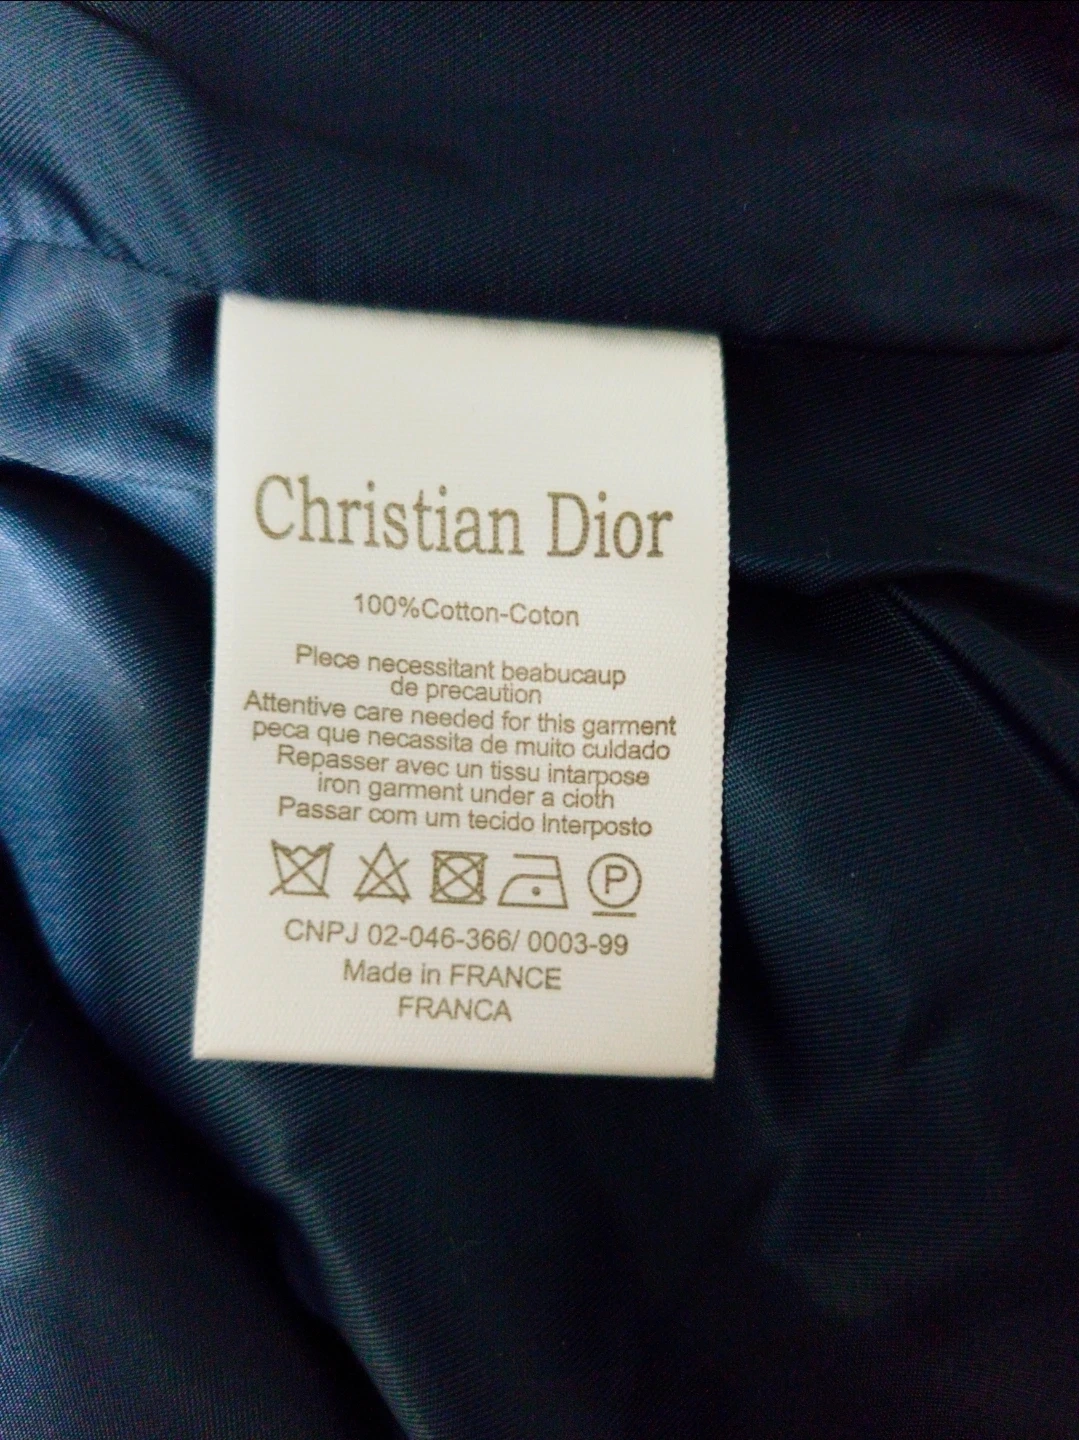 Christian Dior
100%Cotton-Coton
Plece necessitant beabucaup
de precaution
Attentive care needed for this garment
peca que necassita de muito culdado
Repasser avec un tissu intarpose
iron garment under a cloth
Passar com um tecido Interposto
P
CNPJ 02-046-366/ 0003-99
Made in FRANCE
FRANCA